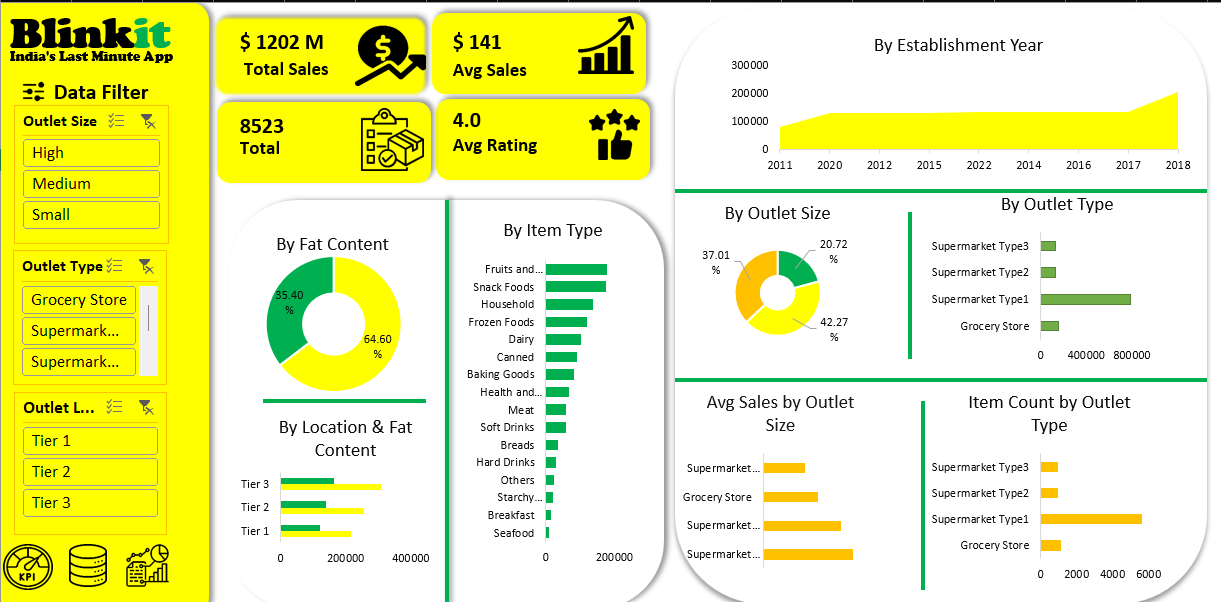 Blinkit
India's Last Minute App
Data Filter
Outlet Size
High
Medium
Small
Outlet Type
Grocery Store
Supermark...
Supermark...
Outlet L...
Tier 1
Tier 2
Tier 3
KPI
$ 1202 M
Total Sales
$ 141
Avg Sales
8523
Total
4.0
Avg Rating
By Fat Content
35.40
%
64.60
%
By Location & Fat
Content
Tier 3
Tier 2
Tier 1
0 200000 400000
By Item Type
Fruits and...
Snack Foods
Household
Frozen Foods
Dairy
Canned
Baking Goods
Health and...
Meat
Soft Drinks
Breads
Hard Drinks
Others
Starchy...
Breakfast
Seafood
0 200000
By Establishment Year
300000
200000
100000
0
2011 2020 2012 2015 2022 2014 2016 2017 2018
By Outlet Size
37.01
%
20.72
%
42.27
%
By Outlet Type
Supermarket Type3
Supermarket Type2
Supermarket Type1
Grocery Store
0 400000 800000
Avg Sales by Outlet
Size
Supermarket...
Grocery Store
Supermarket...
Supermarket...
Item Count by Outlet
Type
Supermarket Type3
Supermarket Type2
Supermarket Type1
Grocery Store
0 2000 4000 6000